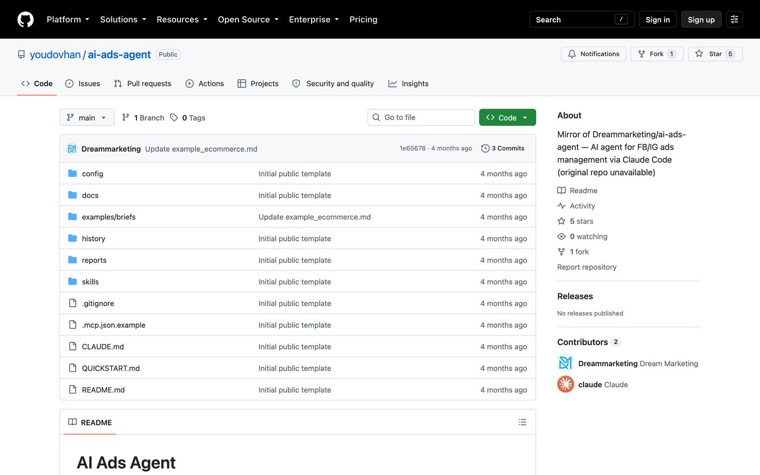 Platform Solutions Resources Open Source Enterprise Pricing Search / Sign in Sign up
youdovhan / ai-ads-agent Public Notifications Fork 1 Star 5
Code Issues Pull requests Actions Projects Security and quality Insights
main 1 Branch 0 Tags Go to file Code
Dreammarketing Update example_ecommerce.md 1e65678 · 4 months ago 3 Commits
config Initial public template 4 months ago
docs Initial public template 4 months ago
examples/briefs Update example_ecommerce.md 4 months ago
history Initial public template 4 months ago
reports Initial public template 4 months ago
skills Initial public template 4 months ago
.gitignore Initial public template 4 months ago
.mcp.json.example Initial public template 4 months ago
CLAUDE.md Initial public template 4 months ago
QUICKSTART.md Initial public template 4 months ago
README.md Initial public template 4 months ago
README
AI Ads Agent
About
Mirror of Dreammarketing/ai-ads-
agent — AI agent for FB/IG ads
management via Claude Code
(original repo unavailable)
Readme
Activity
5 stars
0 watching
1 fork
Report repository
Releases
No releases published
Contributors 2
Dreammarketing Dream Marketing
claude Claude